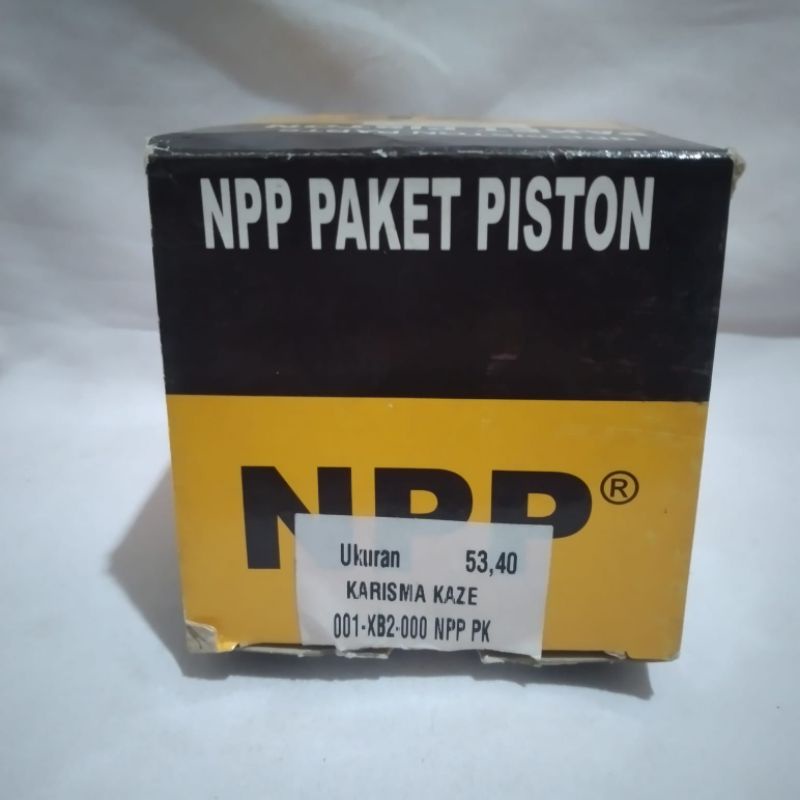 NPP PAKET PISTON
NPP®
Ukuran 53,40
KARISMA KAZE
001-XB2-000 NPP PK